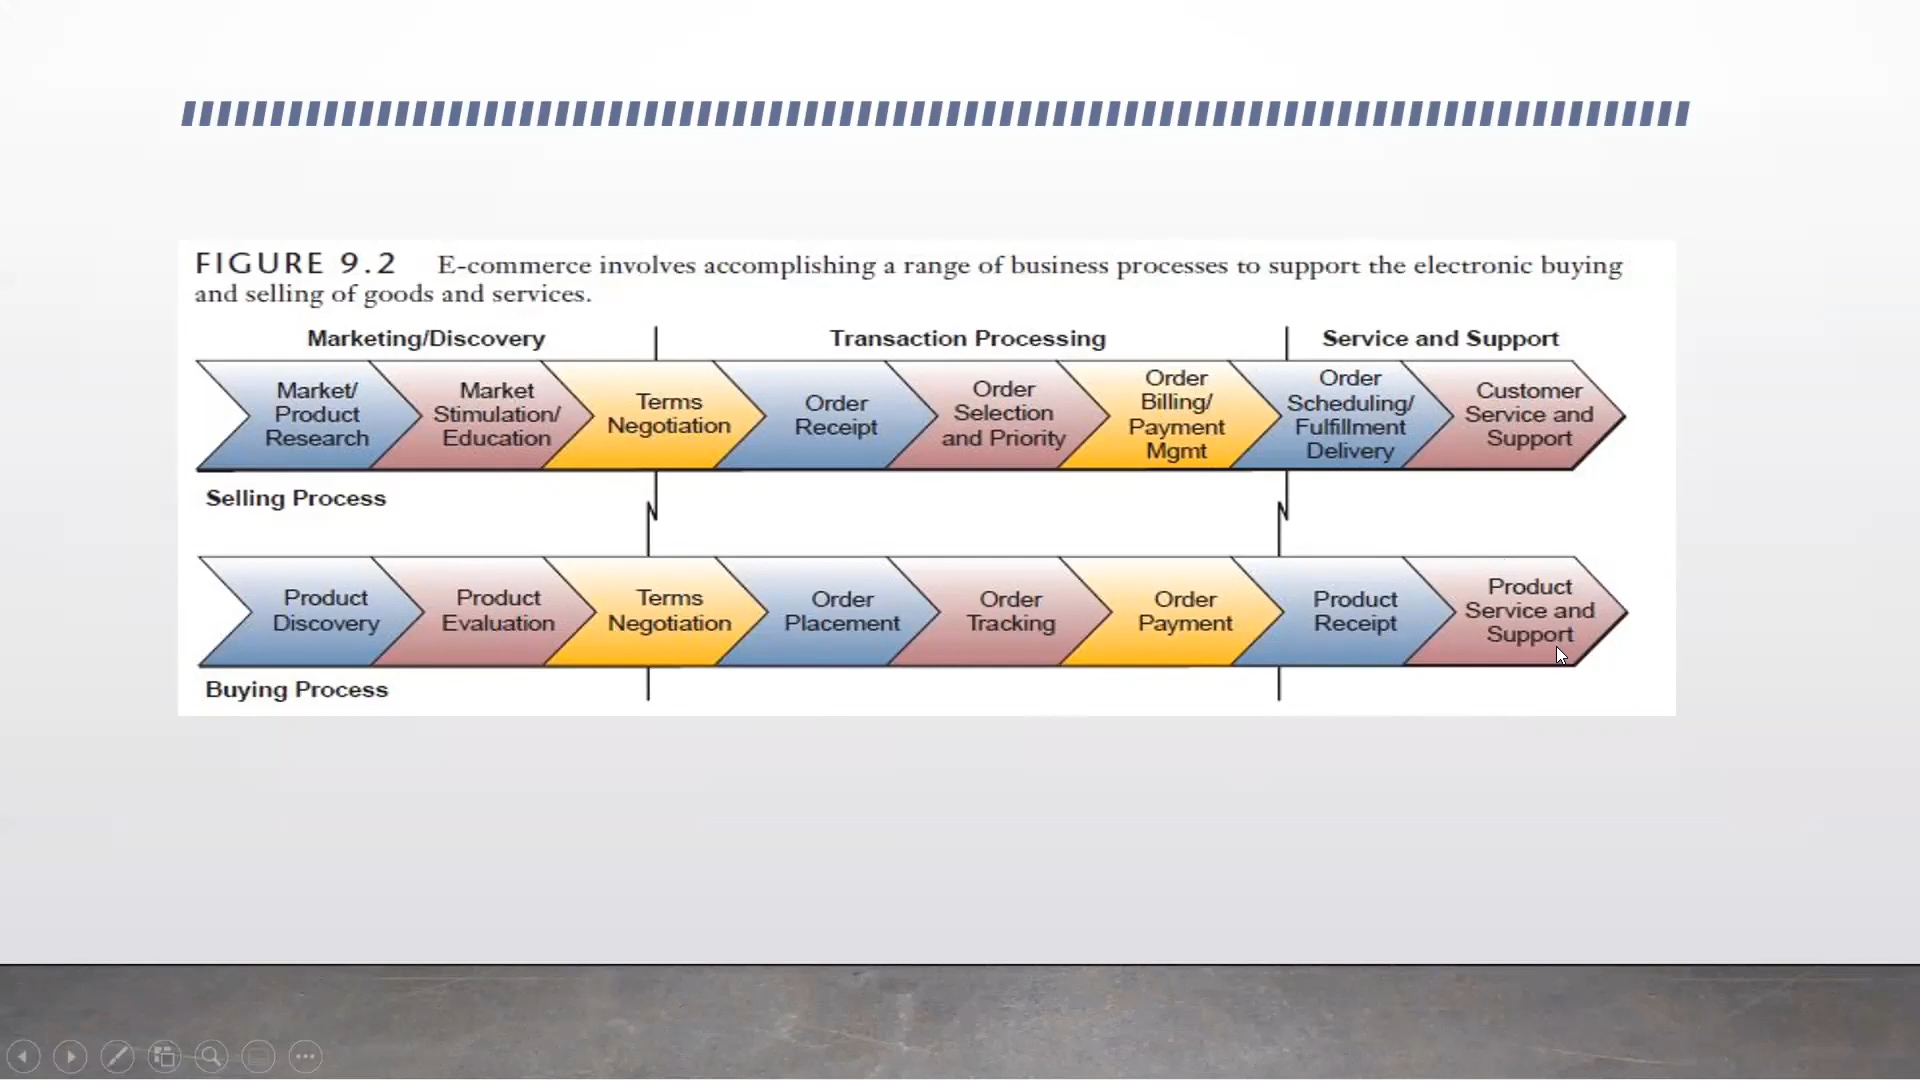 FIGURE 9.2 E-commerce involves accomplishing a range of business processes to support the electronic buying
and selling of goods and services.
Marketing/Discovery
Transaction Processing
Service and Support
Market/
Product
Research
Market
Stimulation/
Education
Terms
Negotiation
Order
Receipt
Order
Selection
and Priority
Order
Billing/
Payment
Mgmt
Order
Scheduling/
Fulfillment
Delivery
Customer
Service and
Support
Selling Process
Product
Discovery
Product
Evaluation
Terms
Negotiation
Order
Placement
Order
Tracking
Order
Payment
Product
Receipt
Product
Service and
Support
Buying Process